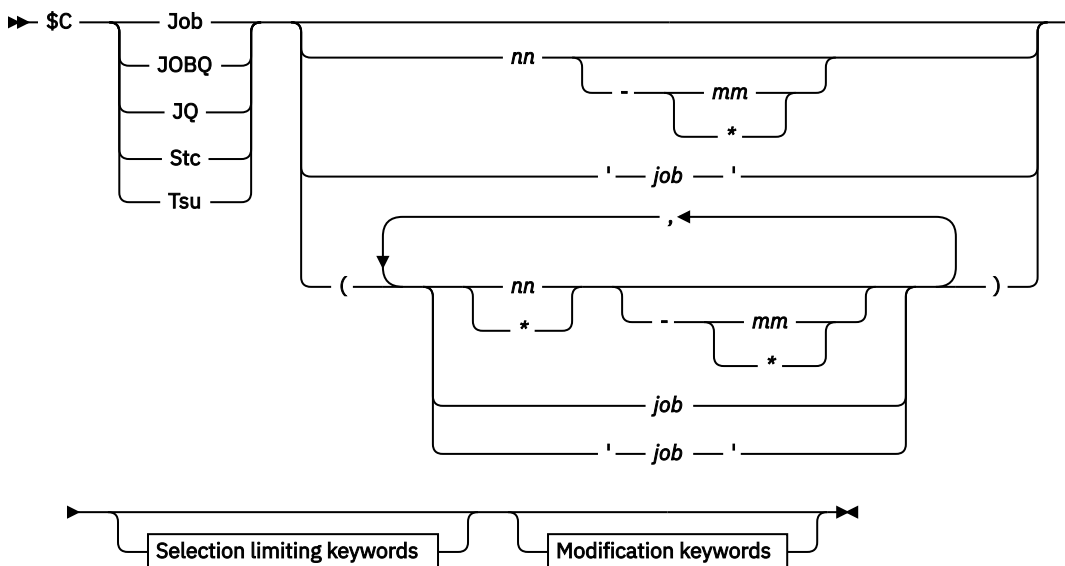 $C Job
JOBQ
nn
- mm
JQ
*
Stc
' job '
Tsu
,
( nn )
* - mm
*
job
' job '
Selection limiting keywords Modification keywords